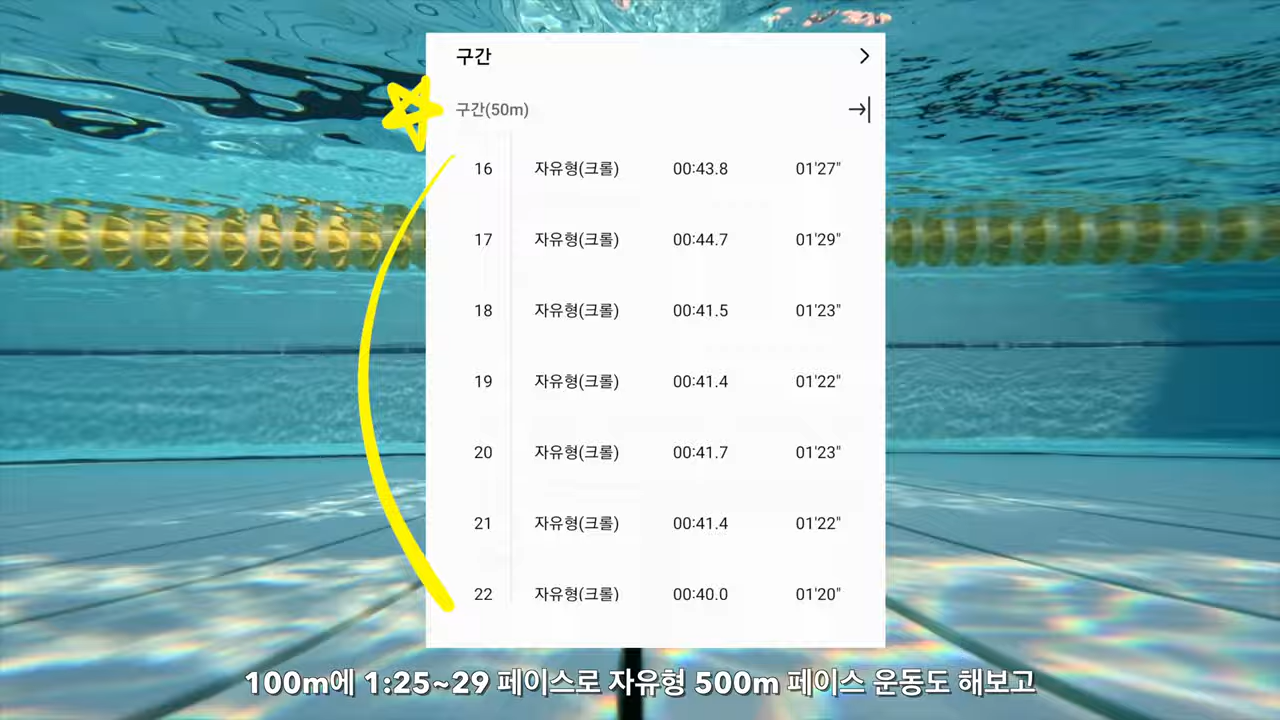 구간
구간(50m)
16 자유형(크롤) 00:43.8 01'27"
17 자유형(크롤) 00:44.7 01'29"
18 자유형(크롤) 00:41.5 01'23"
19 자유형(크롤) 00:41.4 01'22"
20 자유형(크롤) 00:41.7 01'23"
21 자유형(크롤) 00:41.4 01'22"
22 자유형(크롤) 00:40.0 01'20"
100m에 1:25~29 페이스로 자유형 500m 페이스 운동도 해보고